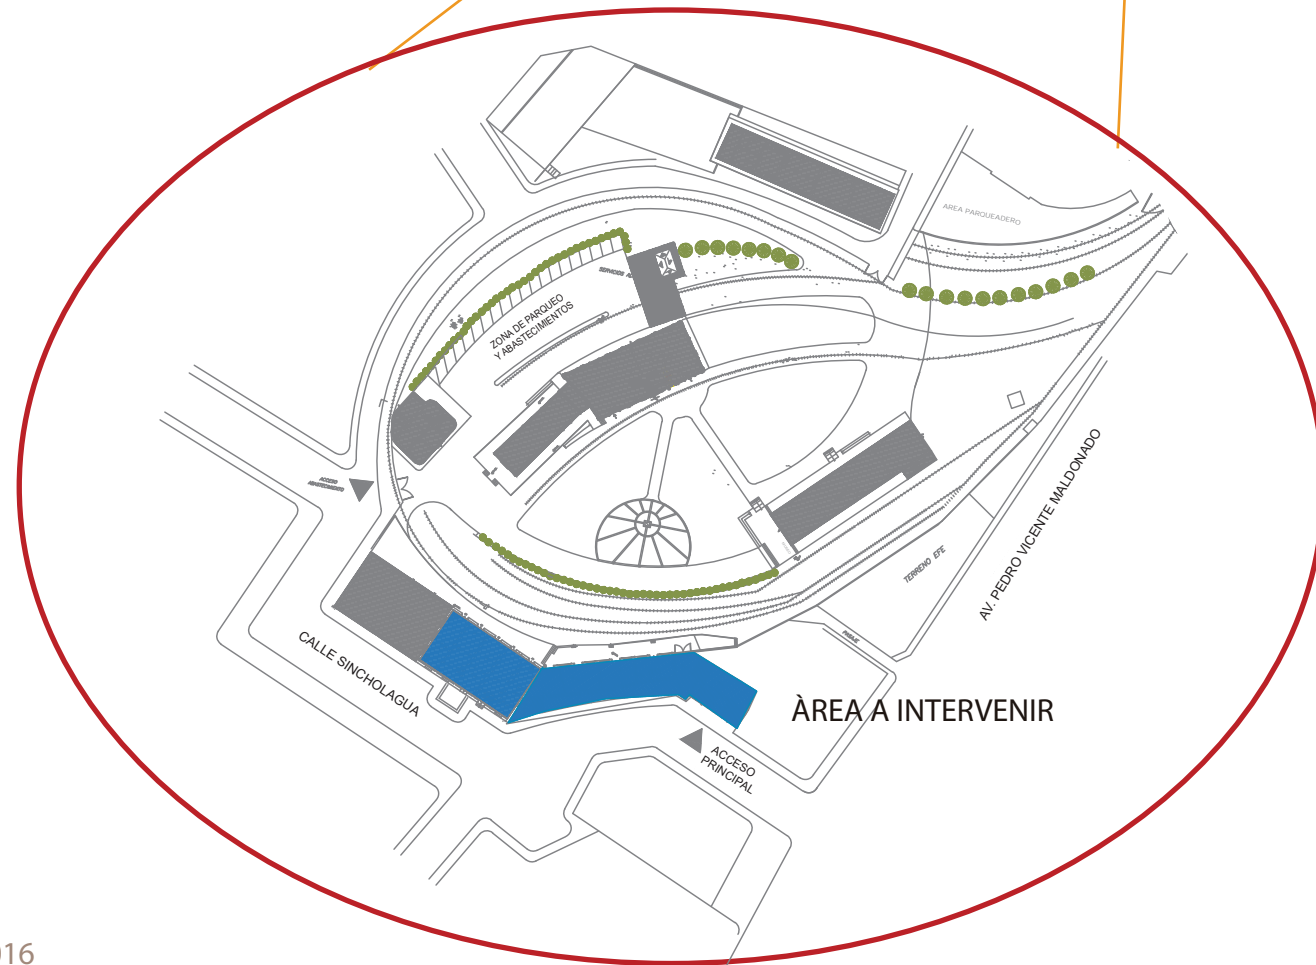 AREA PARQUEADERO
ZONA DE PARQUEO
Y ABASTECIMIENTOS
ACCESO
AV. PEDRO VICENTE MALDONADO
TERRENO EFE
CALLE SINCHOLAGUA
ÀREA A INTERVENIR
ACCESO
PRINCIPAL
016